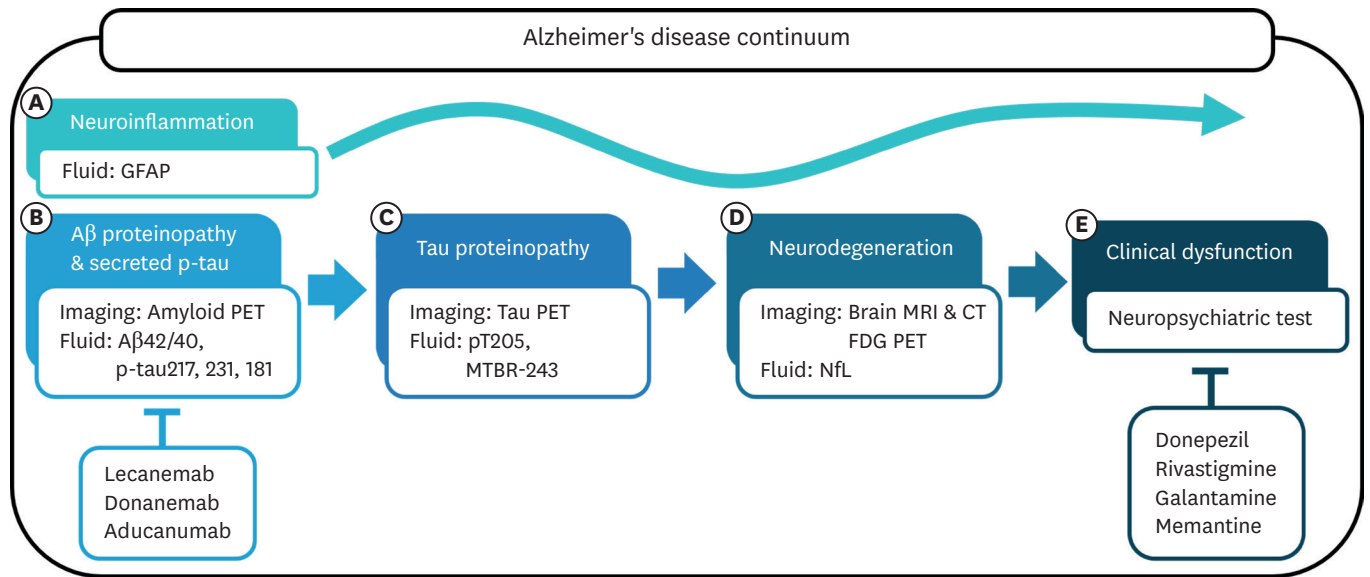 Alzheimer's disease continuum
A
Neuroinflammation
Fluid: GFAP
B
Aβ proteinopathy
& secreted p-tau
Imaging: Amyloid PET
Fluid: Aβ42/40,
p-tau217, 231, 181
Lecanemab
Donanemab
Aducanumab
C
Tau proteinopathy
Imaging: Tau PET
Fluid: pT205,
MTBR-243
D
Neurodegeneration
Imaging: Brain MRI & CT
FDG PET
Fluid: NfL
E
Clinical dysfunction
Neuropsychiatric test
Donepezil
Rivastigmine
Galantamine
Memantine